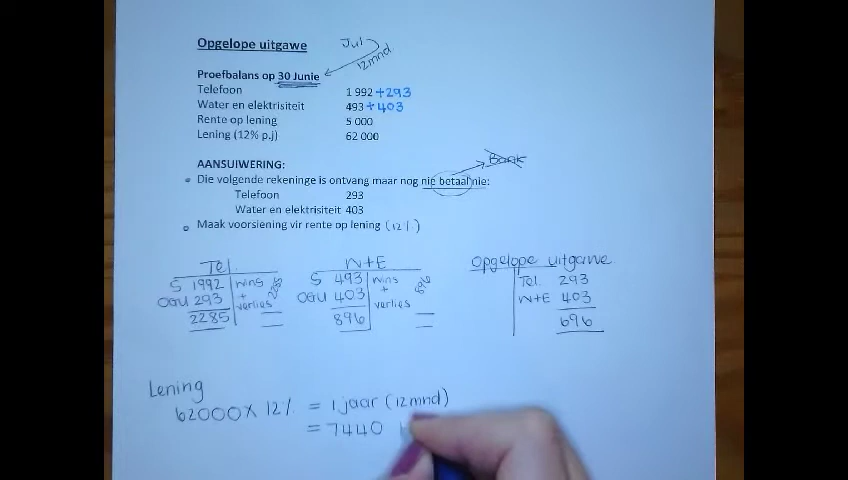 Opgelope uitgawe
Jul
12mnd
Proefbalans op 30 Junie
Telefoon 1 992 +293
Water en elektrisiteit 493 +403
Rente op lening 5 000
Lening (12% p.j) 62 000
AANSUIWERING:
Bank
Die volgende rekeninge is ontvang maar nog nie betaal nie:
Telefoon 293
Water en elektrisiteit 403
Maak voorsiening vir rente op lening (12%)
Tel
S 1992 wins
OGU 293 + verlies 2285
2285
W+E
S 493 wins
OGU 403 + verlies 896
896
Opgelope uitgawe
Tel. 293
W+E 403
696
Lening
62000 x 12% = 1 jaar (12mnd)
= 7440